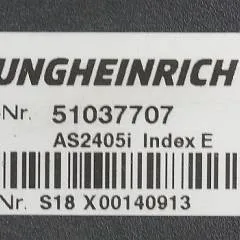 UNGHEINRICH
-Nr. 51037707
AS2405i Index E
Nr. S18 X00140913